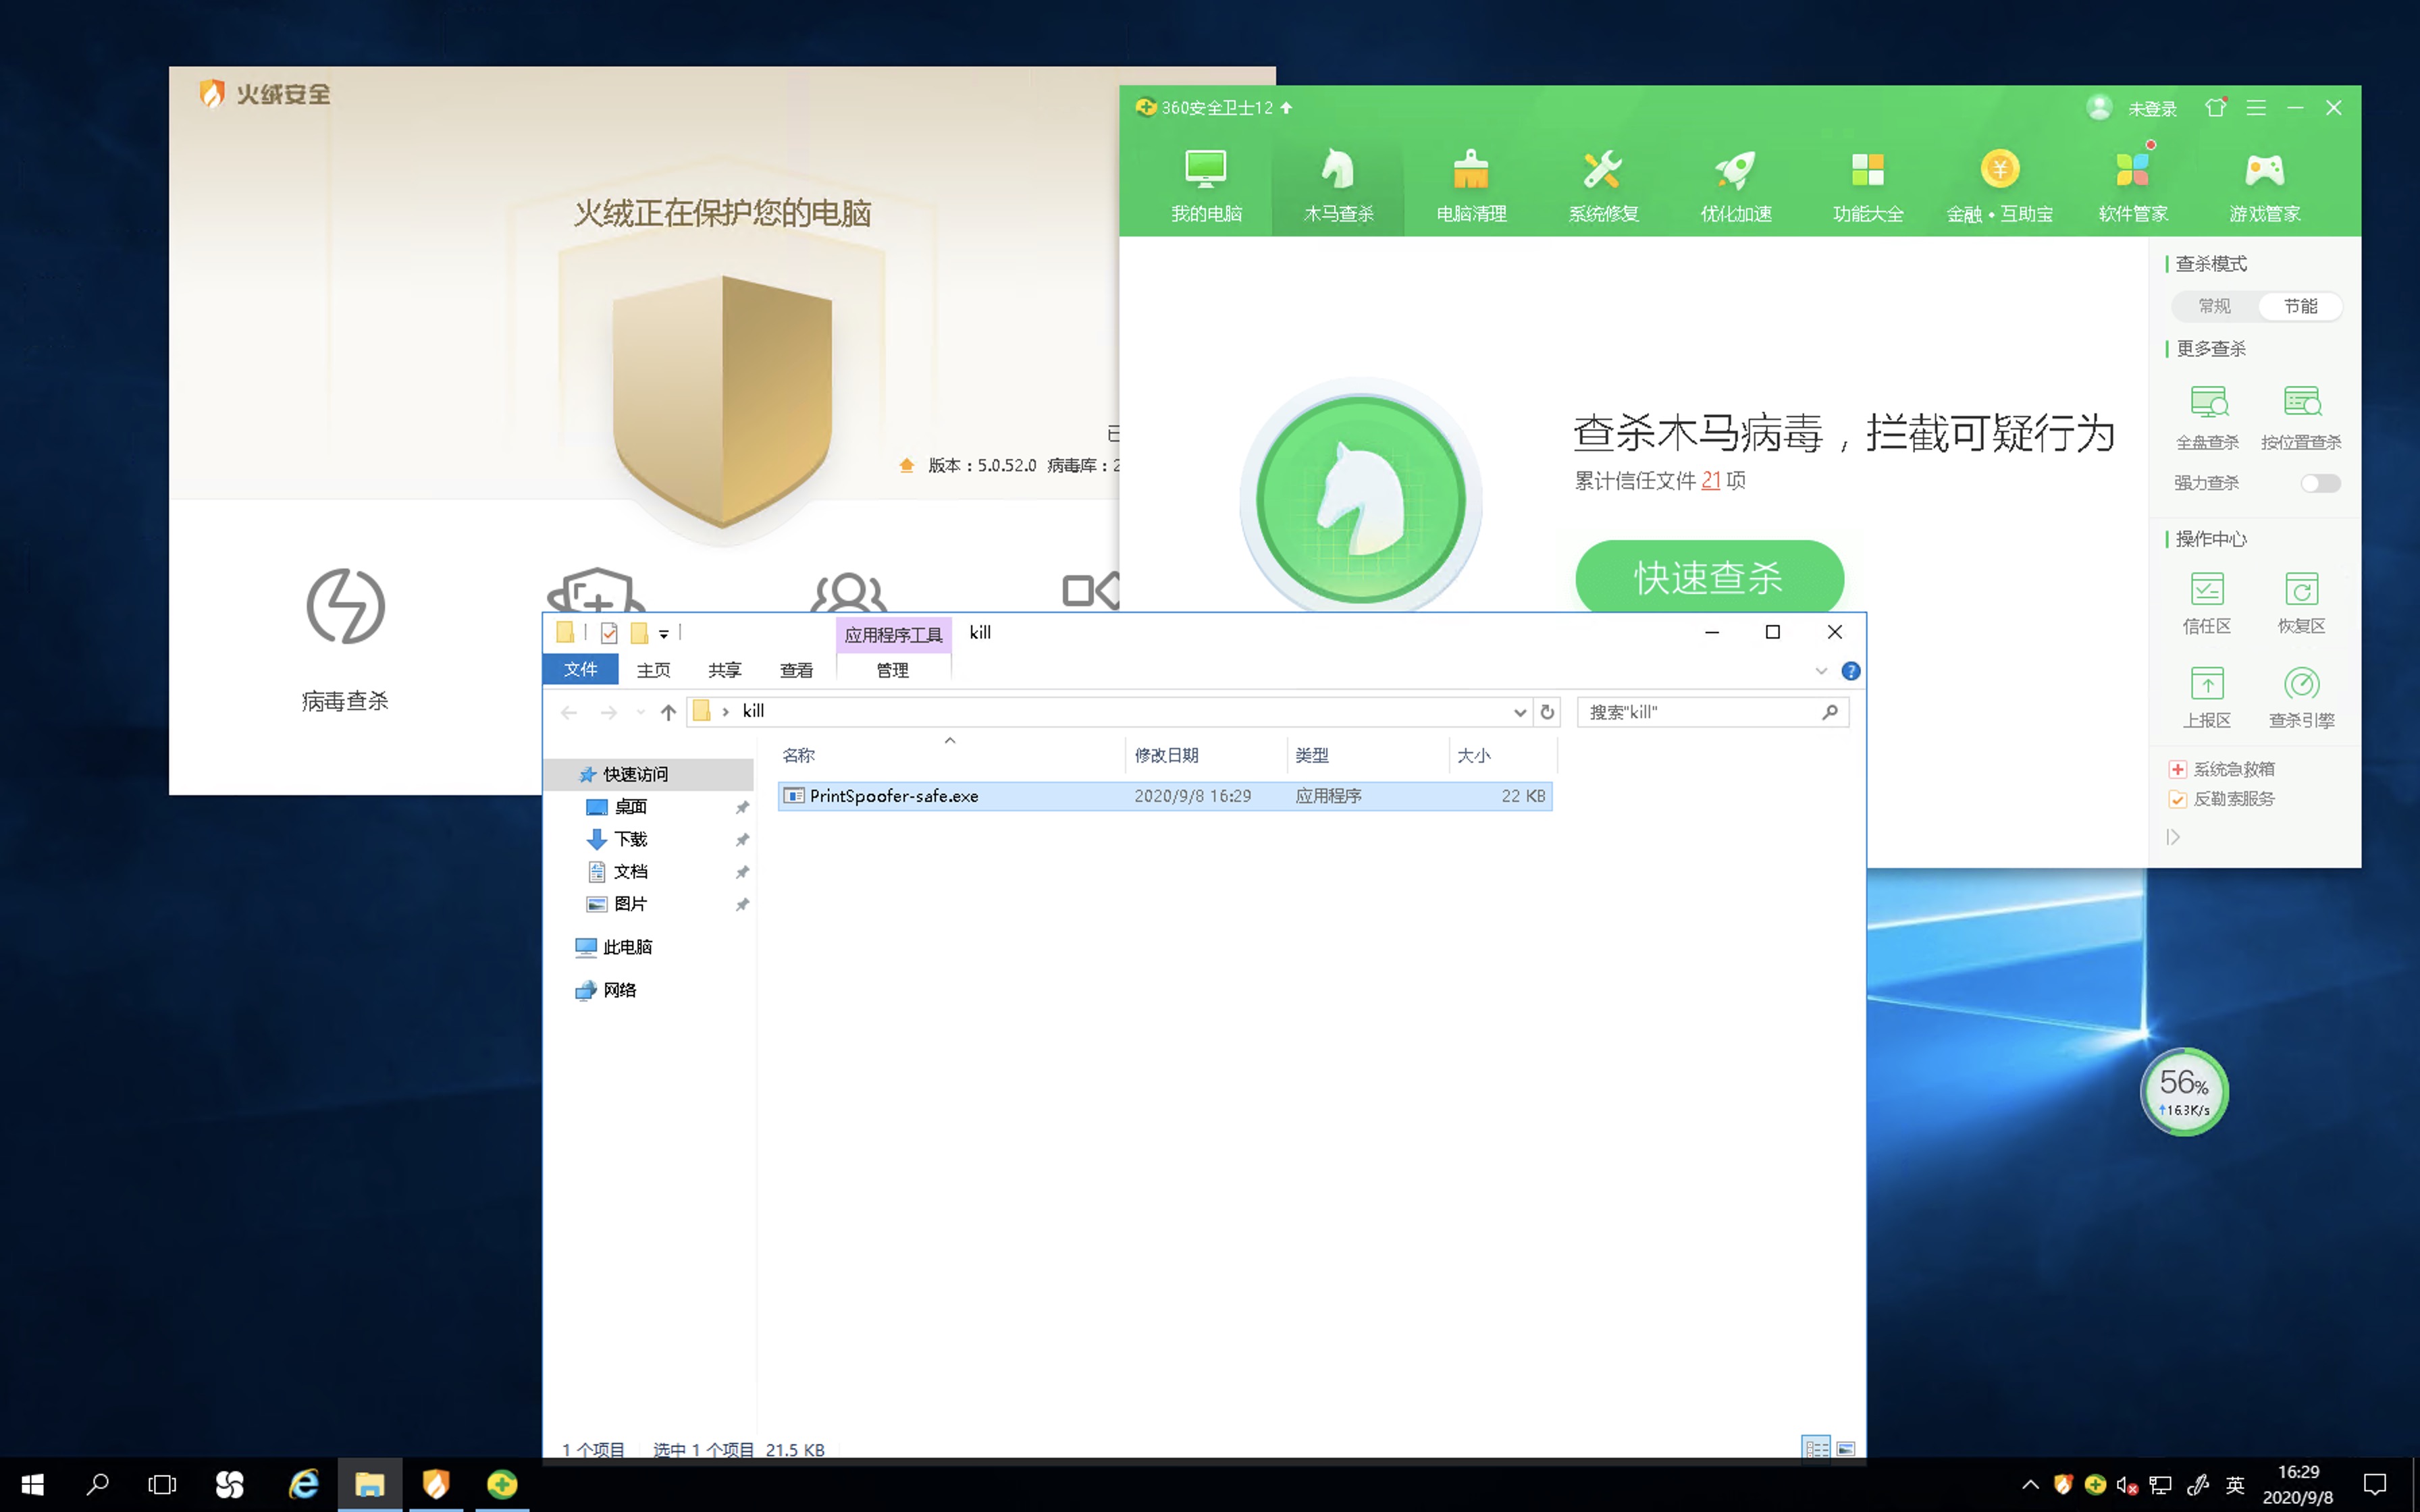 火绒安全
火绒正在保护您的电脑
已
版本：5.0.52.0 病毒库：2
病毒查杀
360安全卫士12
未登录
我的电脑
木马查杀
电脑清理
系统修复
优化加速
功能大全
金融•互助宝
软件管家
游戏管家
查杀木马病毒，拦截可疑行为
累计信任文件 21 项
快速查杀
查杀模式
常规 节能
更多查杀
全盘查杀 按位置查杀
强力查杀
操作中心
信任区 恢复区
上报区 查杀引擎
系统急救箱
反勒索服务
应用程序工具 kill
文件 主页 共享 查看 管理
kill
搜索"kill"
名称 修改日期 类型 大小
PrintSpoofer-safe.exe 2020/9/8 16:29 应用程序 22 KB
快速访问
桌面
下载
文档
图片
此电脑
网络
1 个项目 选中 1 个项目 21.5 KB
56%
16.3K/s
英
16:29
2020/9/8